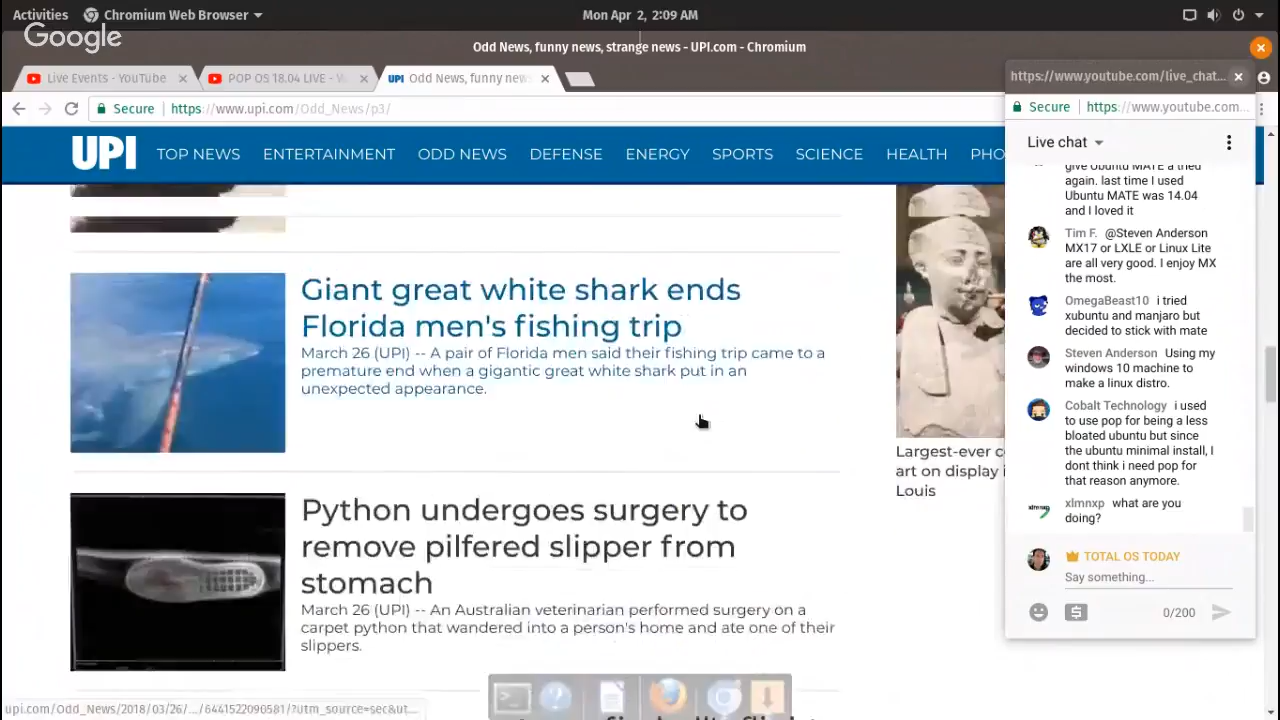 Activities
Chromium Web Browser
Mon Apr 2, 2:09 AM
Google
Odd News, funny news, strange news - UPI.com - Chromium
Live Events - YouTube
POP OS 18.04 LIVE -
Odd News, funny new
Secure https://www.upi.com/Odd_News/p3/
UPI TOP NEWS ENTERTAINMENT ODD NEWS DEFENSE ENERGY SPORTS SCIENCE HEALTH PHO
Giant great white shark ends
Florida men's fishing trip
March 26 (UPI) -- A pair of Florida men said their fishing trip came to a
premature end when a gigantic great white shark put in an
unexpected appearance.
Python undergoes surgery to
remove pilfered slipper from
stomach
March 26 (UPI) -- An Australian veterinarian performed surgery on a
carpet python that wandered into a person's home and ate one of their
slippers.
Largest-ever c
art on display i
Louis
upi.com/Odd_News/2018/03/26/.../6441522090581/?utm_source=sec&ut...
https://www.youtube.com/live_chat...
Secure https://www.youtube.com...
Live chat
give Ubuntu MATE a tried
again. last time I used
Ubuntu MATE was 14.04
and I loved it
Tim F. @Steven Anderson
MX17 or LXLE or Linux Lite
are all very good. I enjoy MX
the most.
OmegaBeast10 i tried
xubuntu and manjaro but
decided to stick with mate
Steven Anderson Using my
windows 10 machine to
make a linux distro.
Cobalt Technology i used
to use pop for being a less
bloated ubuntu but since
the ubuntu minimal install, I
dont think i need pop for
that reason anymore.
xlmnxp what are you
doing?
TOTAL OS TODAY
Say something...
0/200